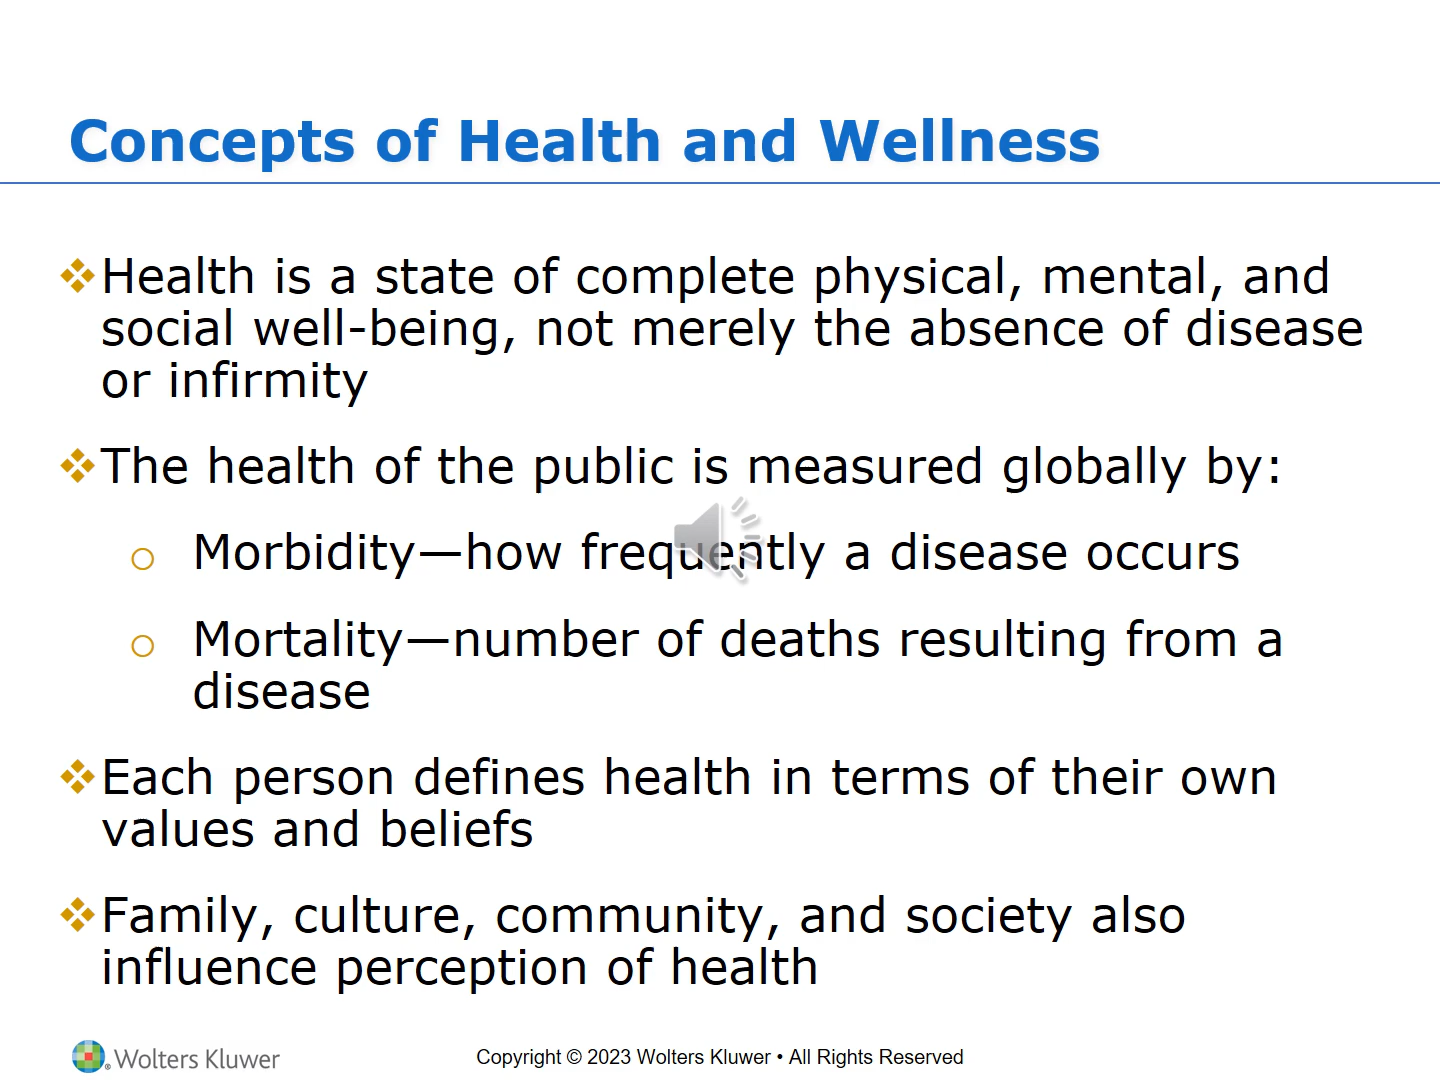 Concepts of Health and Wellness
Health is a state of complete physical, mental, and
social well-being, not merely the absence of disease
or infirmity
The health of the public is measured globally by:
Morbidity—how frequently a disease occurs
Mortality—number of deaths resulting from a
disease
Each person defines health in terms of their own
values and beliefs
Family, culture, community, and society also
influence perception of health
Wolters Kluwer
Copyright © 2023 Wolters Kluwer • All Rights Reserved